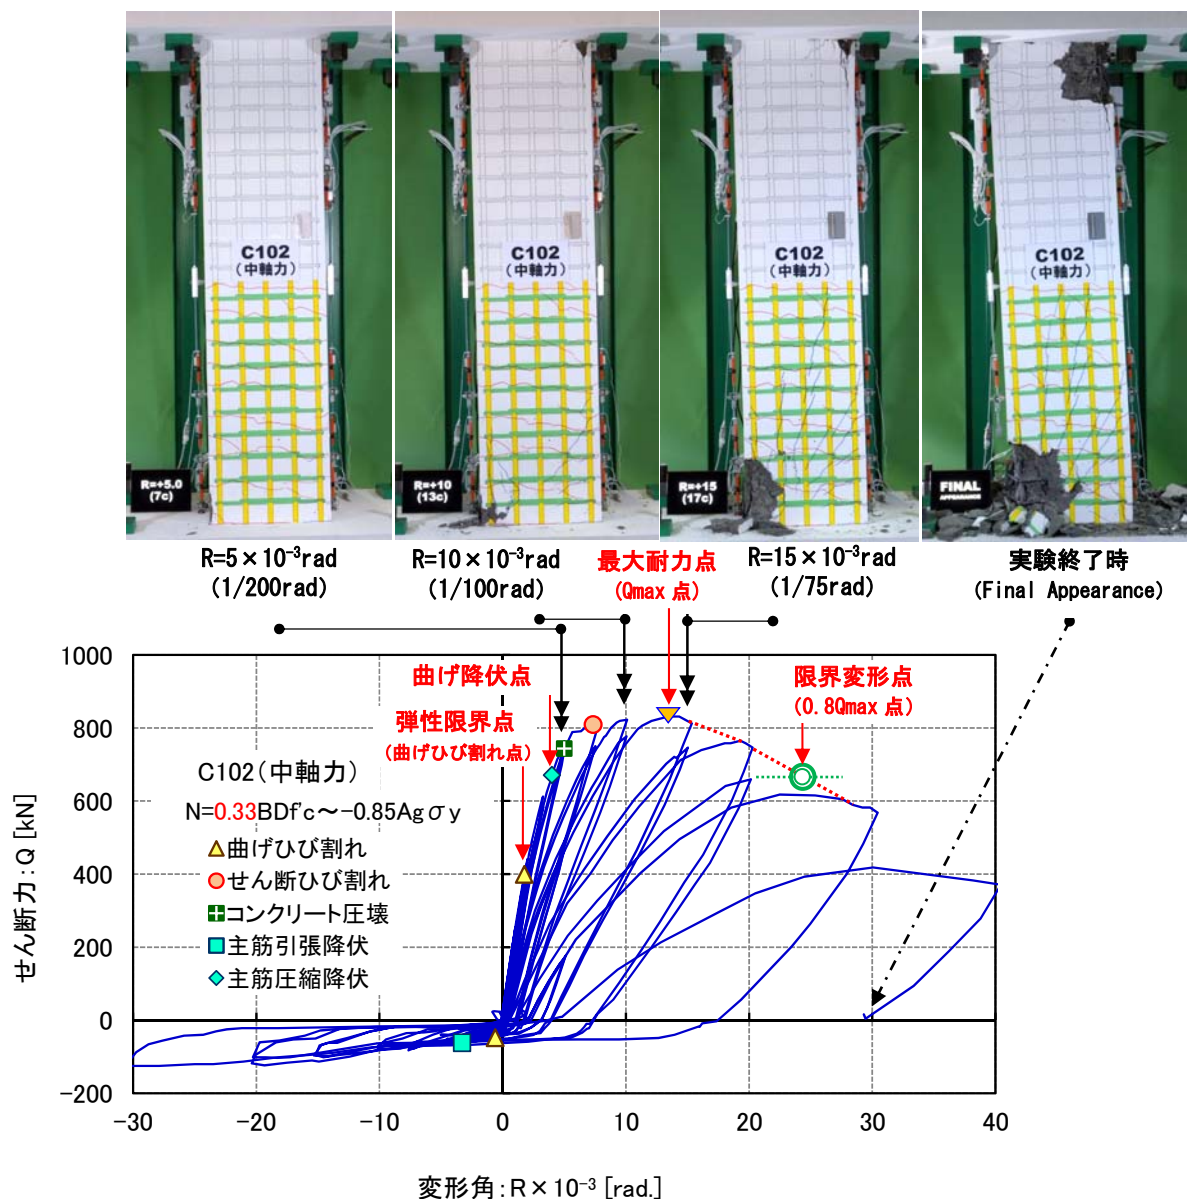 C102
(中軸力)
R=+5.0
(7c)
C102
(中軸力)
R=+10
(13c)
C102
(中軸力)
R=+15
(17c)
C102
(中軸力)
FINAL
APPEARANCE
R=5×10⁻³rad
(1/200rad)
R=10×10⁻³rad
(1/100rad)
最大耐力点
(Qmax 点)
R=15×10⁻³rad
(1/75rad)
実験終了時
(Final Appearance)
曲げ降伏点
弾性限界点
(曲げひび割れ点)
限界変形点
(0.8Qmax 点)
C102(中軸力)
N=0.33BDf'c～-0.85Agσy
曲げひび割れ
せん断ひび割れ
コンクリート圧壊
主筋引張降伏
主筋圧縮降伏
せん断力:Q [kN]
1000
800
600
400
200
0
-200
-30 -20 -10 0 10 20 30 40
変形角:R×10⁻³ [rad.]